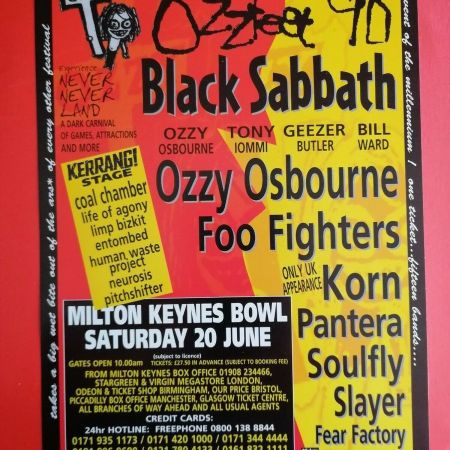 Ozzfest 98
Experience
NEVER
NEVER
LAND
A DARK CARNIVAL
OF GAMES, ATTRACTIONS
AND MORE
Black Sabbath
OZZY OSBOURNE
TONY IOMMI
GEEZER BUTLER
BILL WARD
KERRANG!
STAGE
coal chamber
life of agony
limp bizkit
entombed
human waste
project
neurosis
pitchshifter
Ozzy Osbourne
Foo Fighters
ONLY UK
APPEARANCE
Korn
Pantera
Soulfly
Slayer
Fear Factory
MILTON KEYNES BOWL
SATURDAY 20 JUNE
(subject to licence)
GATES OPEN 10.00am TICKETS: £27.50 IN ADVANCE (SUBJECT TO BOOKING FEE)
FROM MILTON KEYNES BOX OFFICE 01908 234466,
STARGREEN & VIRGIN MEGASTORE LONDON,
ODEON & TICKET SHOP BIRMINGHAM, OUR PRICE BRISTOL,
PICCADILLY BOX OFFICE MANCHESTER, GLASGOW TICKET CENTRE,
ALL BRANCHES OF WAY AHEAD AND ALL USUAL AGENTS
CREDIT CARDS:
24hr HOTLINE: FREEPHONE 0800 138 8844
0171 935 1173 / 0171 420 1000 / 0171 344 4444
takes a big wet bite out of the ars* of every other festival
event of the millennium ! one ticket...fifteen bands.....